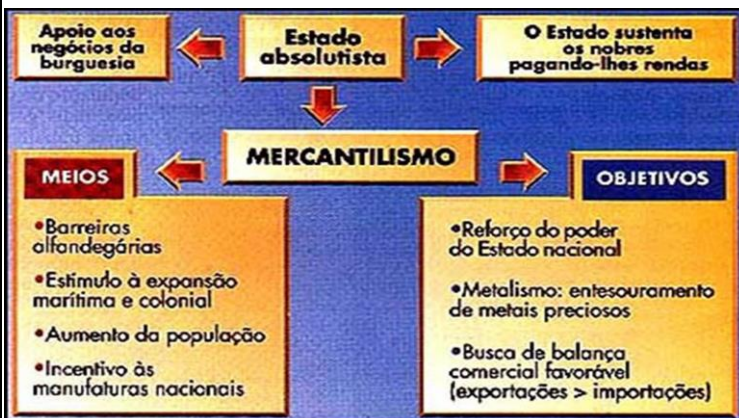 Apoio aos
negócios da
burguesia
Estado
absolutista
O Estado sustenta
os nobres
pagando-lhes rendas
MERCANTILISMO
MEIOS
•Barreiras
alfandegárias
•Estímulo à expansão
marítima e colonial
•Aumento da população
•Incentivo às
manufaturas nacionais
OBJETIVOS
•Reforço do poder
do Estado nacional
•Metalismo: entesouramento
de metais preciosos
•Busca de balança
comercial favorável
(exportações > importações)